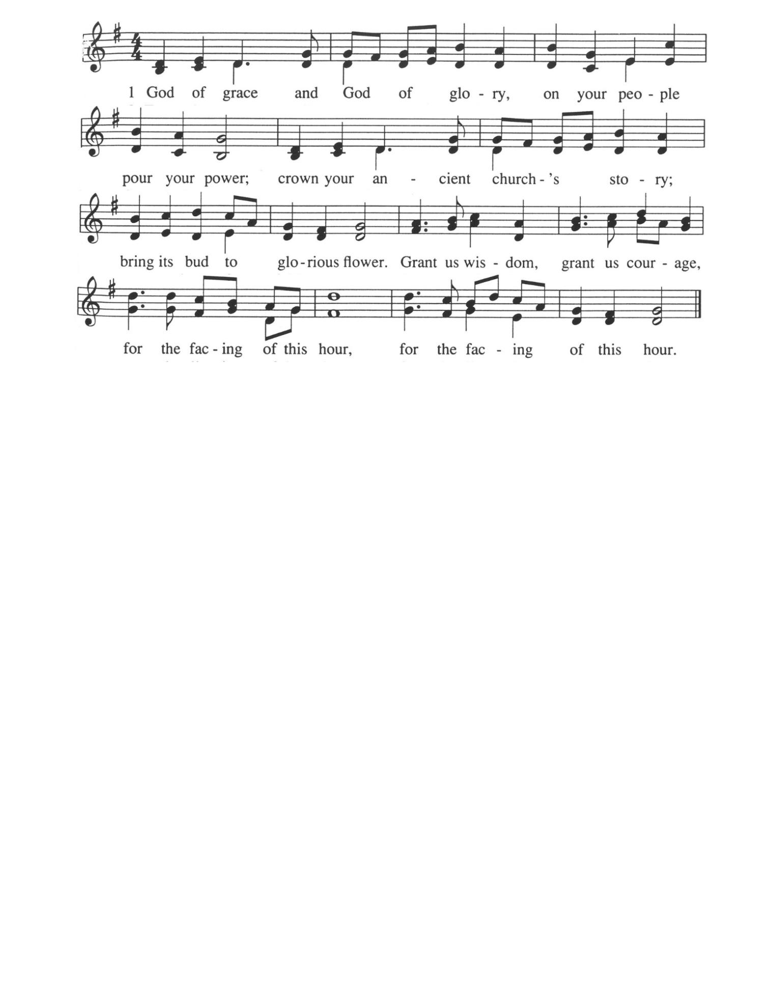 1 God of grace and God of glo - ry, on your peo - ple
pour your power; crown your an - cient church - 's sto - ry;
bring its bud to glo - rious flower. Grant us wis - dom, grant us cour - age,
for the fac - ing of this hour, for the fac - ing of this hour.